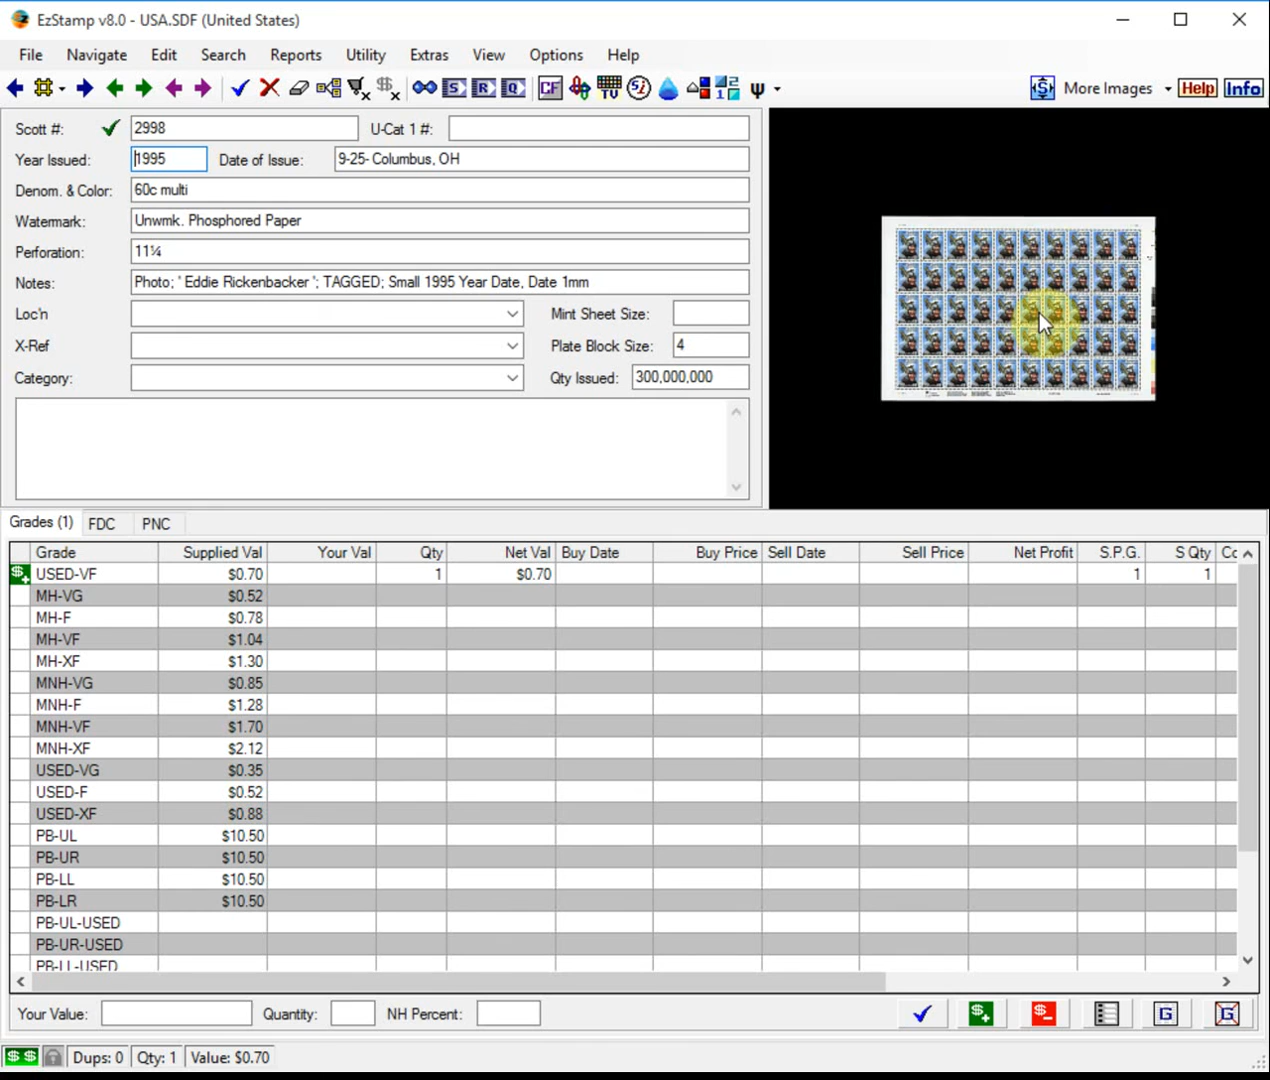 EzStamp v8.0 - USA.SDF (United States)
File Navigate Edit Search Reports Utility Extras View Options Help
S R Q CF TV More Images Help Info
Scott #: 2998 U-Cat 1 #:
Year Issued: 1995 Date of Issue: 9-25- Columbus, OH
Denom. & Color: 60c multi
Watermark: Unwmk. Phosphored Paper
Perforation: 11¼
Notes: Photo; ' Eddie Rickenbacker '; TAGGED; Small 1995 Year Date, Date 1mm
Loc'n Mint Sheet Size:
X-Ref Plate Block Size: 4
Category: Qty Issued: 300,000,000
Grades (1) FDC PNC
Grade Supplied Val Your Val Qty Net Val Buy Date Buy Price Sell Date Sell Price Net Profit S.P.G. S Qty Cc
USED-VF $0.70 1 $0.70 1 1
MH-VG $0.52
MH-F $0.78
MH-VF $1.04
MH-XF $1.30
MNH-VG $0.85
MNH-F $1.28
MNH-VF $1.70
MNH-XF $2.12
USED-VG $0.35
USED-F $0.52
USED-XF $0.88
PB-UL $10.50
PB-UR $10.50
PB-LL $10.50
PB-LR $10.50
PB-UL-USED
PB-UR-USED
PB-LL-USED
Your Value: Quantity: NH Percent: G G
$ $ Dups: 0 Qty: 1 Value: $0.70